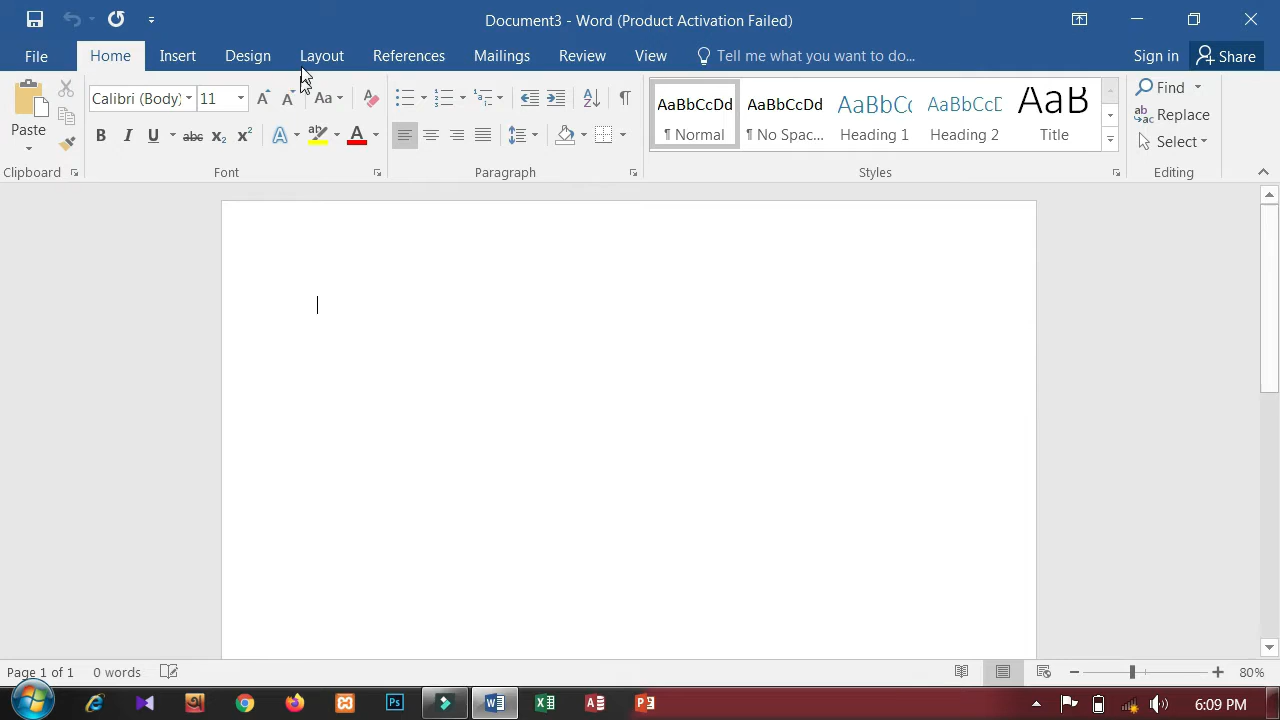 Document3 - Word (Product Activation Failed)
File Home Insert Design Layout References Mailings Review View Tell me what you want to do... Sign in Share
Calibri (Body) 11 Aa AaBbCcDd AaBbCcDd AaBbCc AaBbCcD AaB Find
Paste B I U abc X₂ X² ab A ¶ Normal ¶ No Spac... Heading 1 Heading 2 Title Replace
Select
Clipboard Font Paragraph Styles Editing
Page 1 of 1 0 words 80%
Ps 6:09 PM